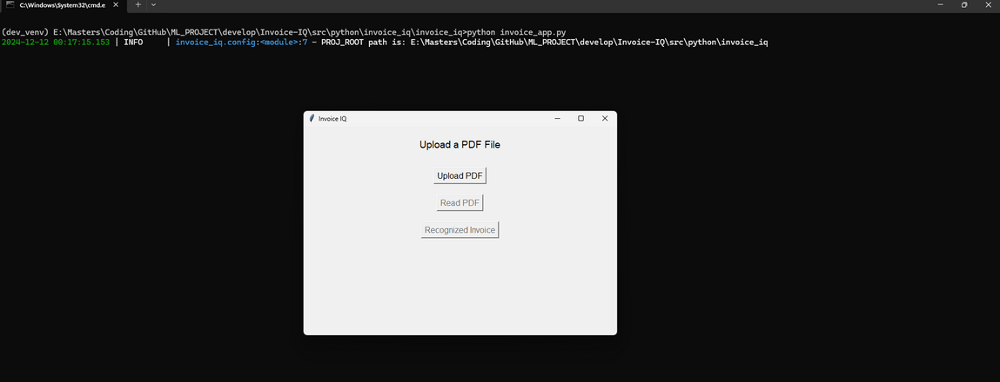 C:\Windows\System32\cmd.e
(dev_venv) E:\Masters\Coding\GitHub\ML_PROJECT\develop\Invoice-IQ\src\python\invoice_iq\invoice_iq>python invoice_app.py
2024-12-12 00:17:15.153 | INFO     | invoice_iq.config:<module>:7 - PROJ_ROOT path is: E:\Masters\Coding\GitHub\ML_PROJECT\develop\Invoice-IQ\src\python\invoice_iq
Invoice IQ
Upload a PDF File
Upload PDF
Read PDF
Recognized Invoice